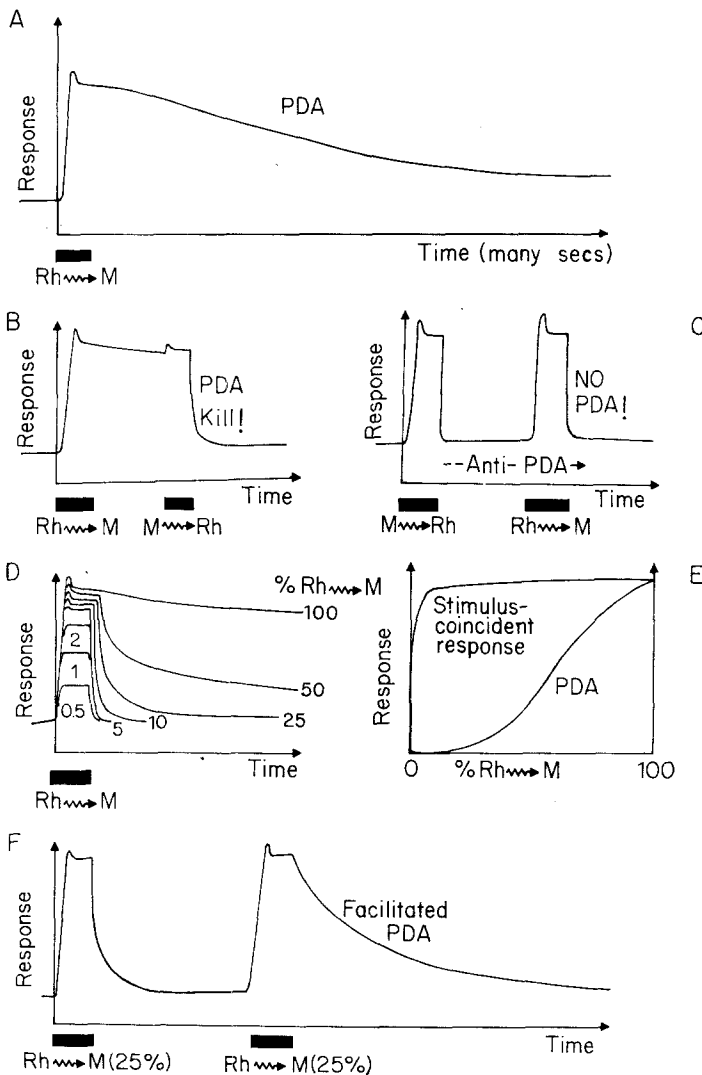 A
Response
PDA
Time (many secs)
Rh⇝M
B
Response
PDA
Kill!
Time
Rh⇝M M⇝Rh
C
Response
NO
PDA!
--Anti-PDA→
Time
M⇝Rh Rh⇝M
D
Response
% Rh⇝M
100
50
25
10
5
2
1
0.5
Time
Rh⇝M
E
Response
Stimulus-
coincident
response
PDA
0 % Rh⇝M 100
F
Response
Facilitated
PDA
Time
Rh⇝M(25%) Rh⇝M(25%)